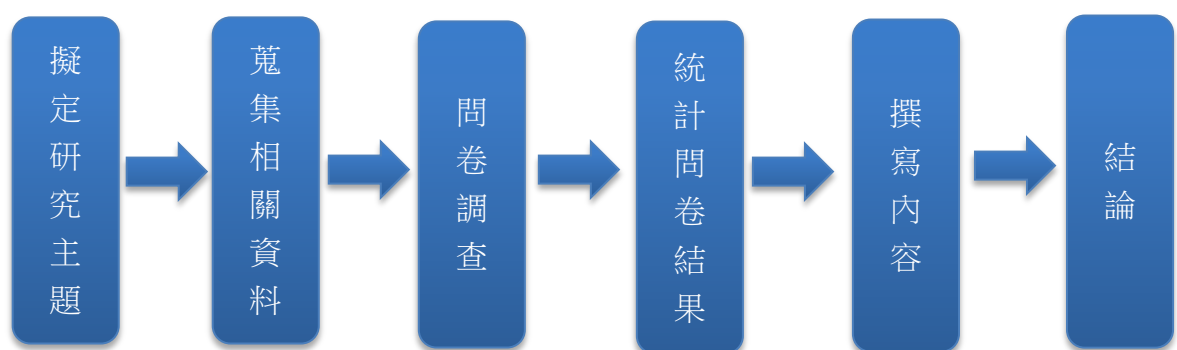 擬定研究主題
蒐集相關資料
問卷調查
統計問卷結果
撰寫內容
結論